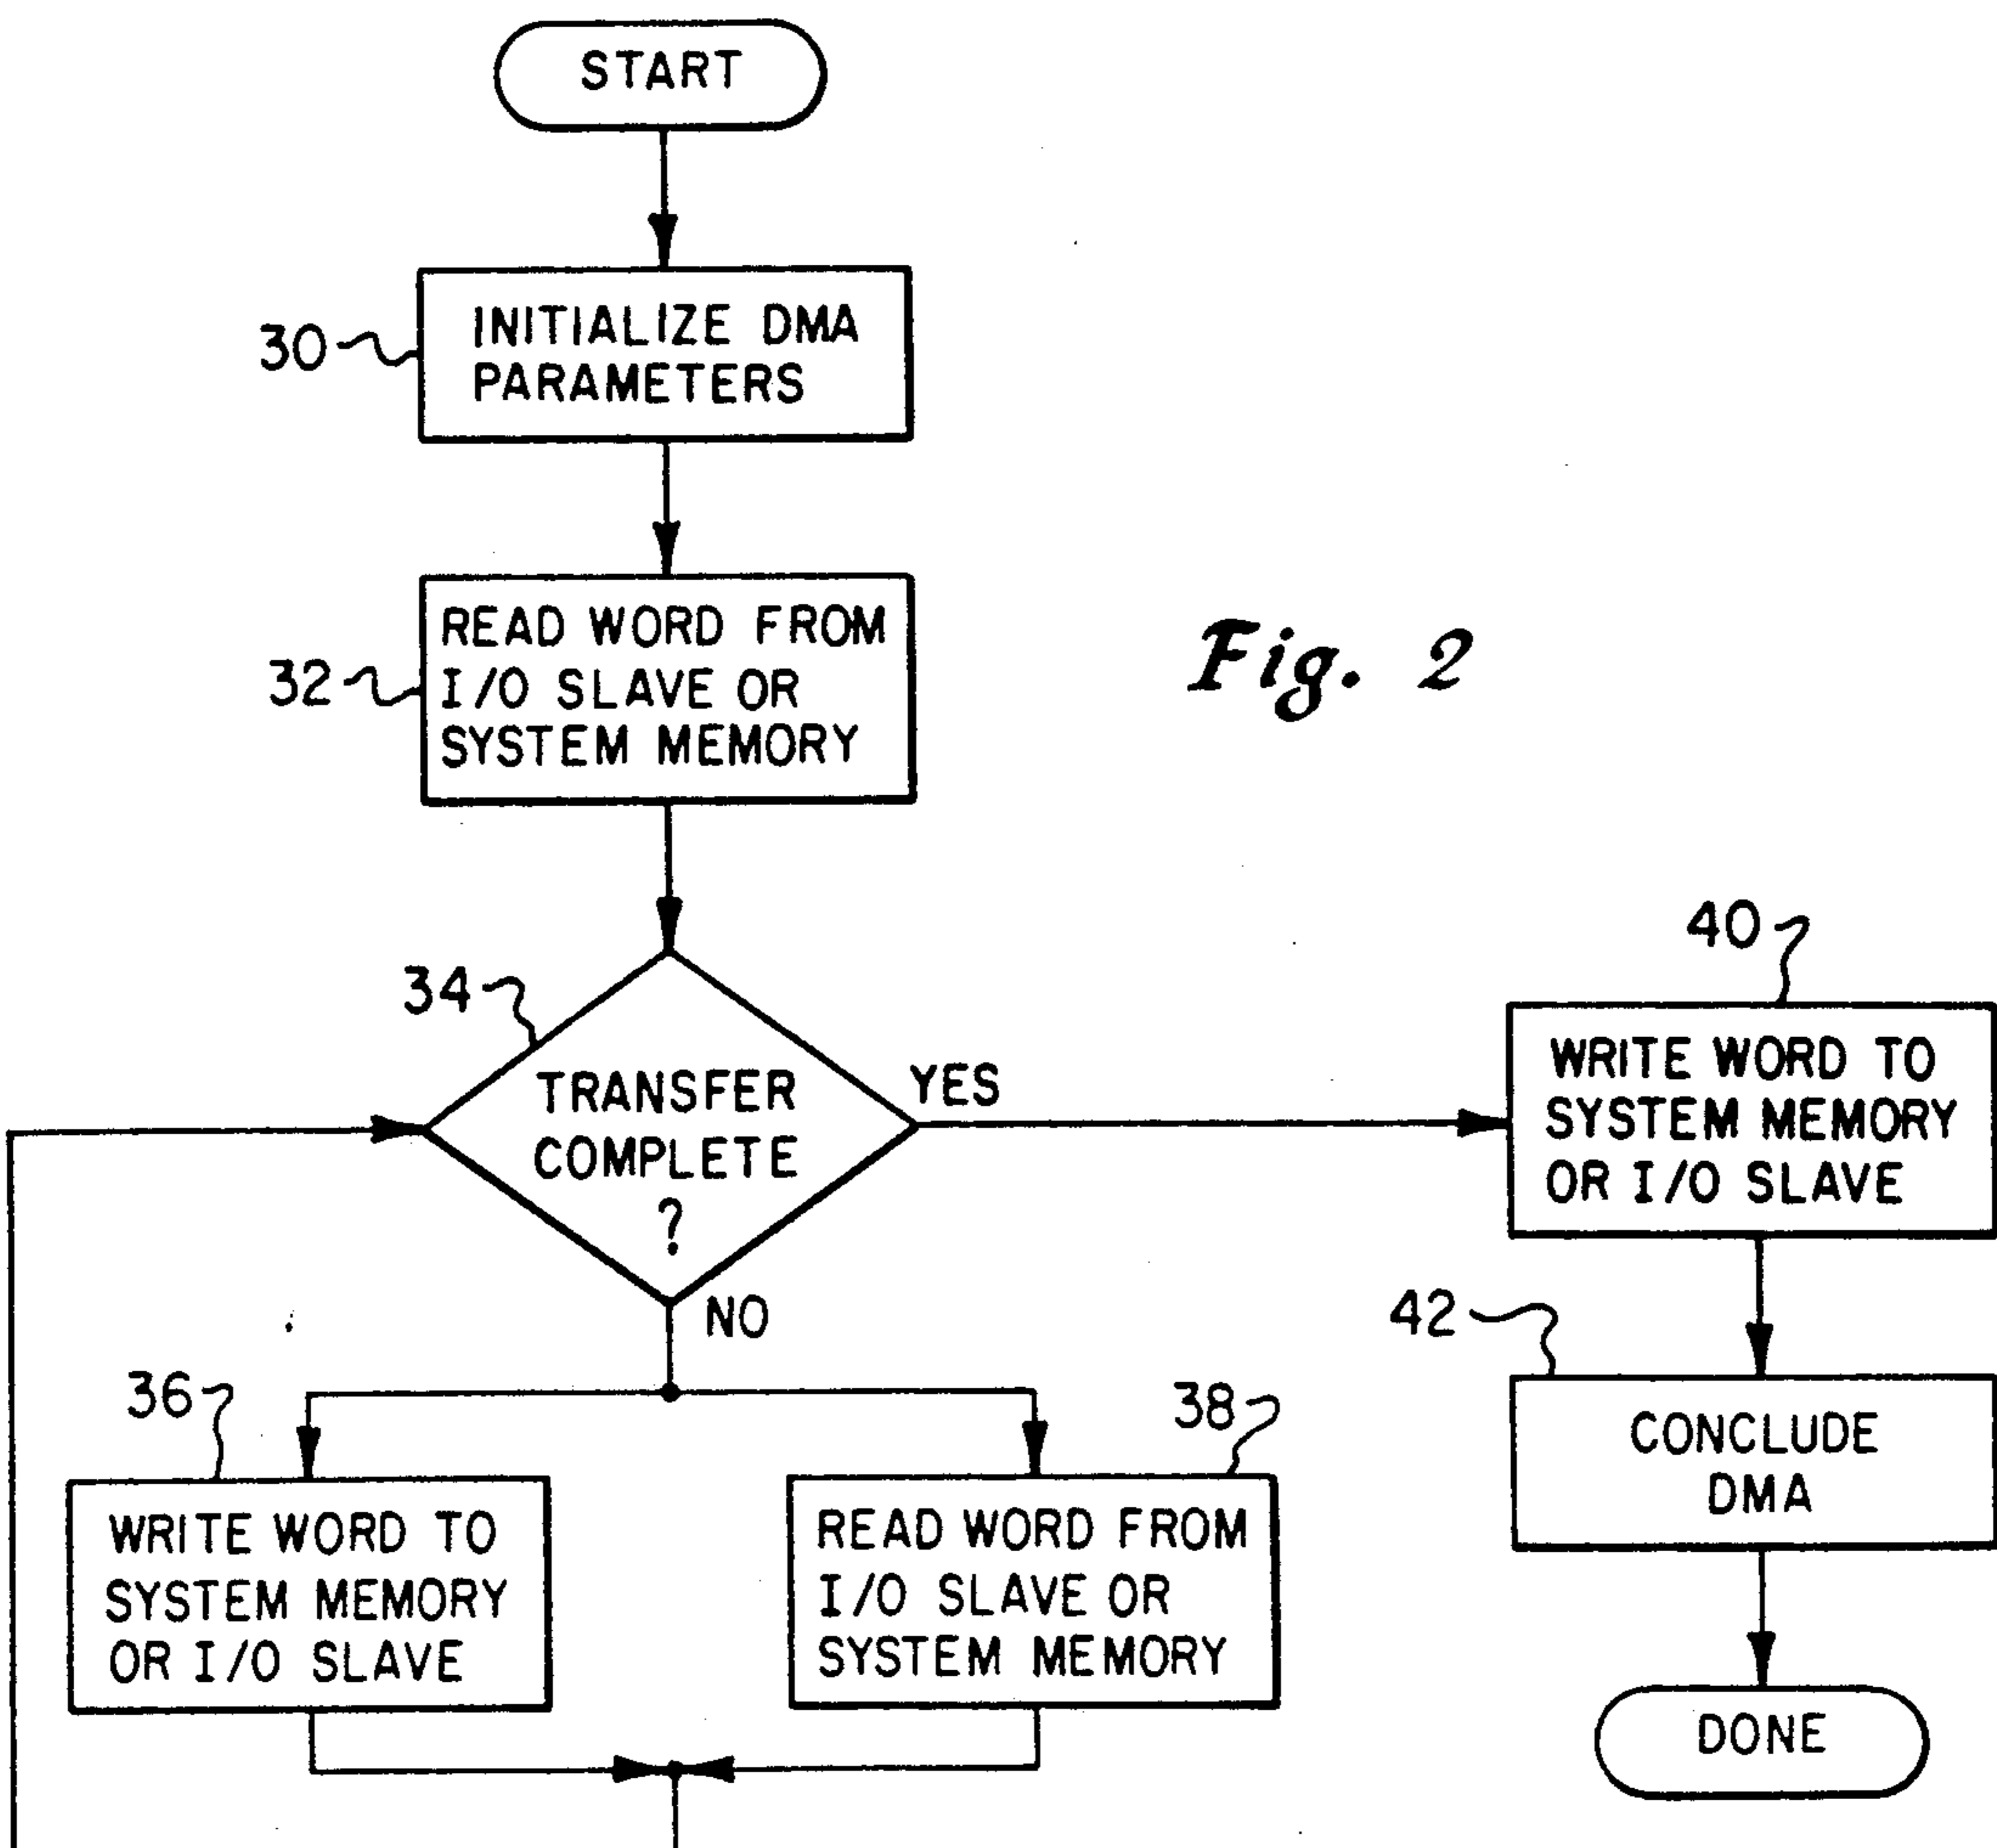 START
30
INITIALIZE DMA
PARAMETERS
32
READ WORD FROM
I/O SLAVE OR
SYSTEM MEMORY
Fig. 2
34
TRANSFER
COMPLETE
?
YES
NO
40
WRITE WORD TO
SYSTEM MEMORY
OR I/O SLAVE
42
CONCLUDE
DMA
DONE
36
WRITE WORD TO
SYSTEM MEMORY
OR I/O SLAVE
38
READ WORD FROM
I/O SLAVE OR
SYSTEM MEMORY